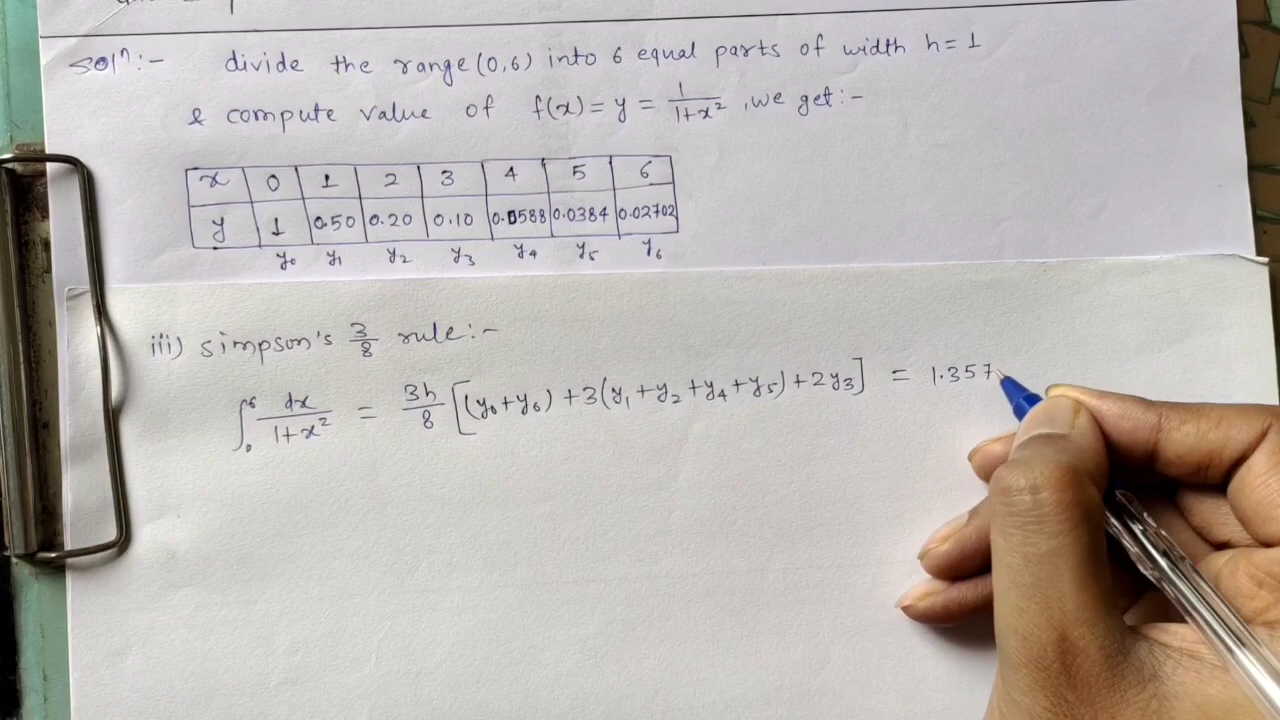 soln:- divide the range (0,6) into 6 equal parts of width h=1
& compute value of f(x) = y = 1/1+x², we get:-
x 0 1 2 3 4 5 6
y 1 0.50 0.20 0.10 0.0588 0.0384 0.02702
y₀ y₁ y₂ y₃ y₄ y₅ y₆
iii) simpson's 3/8 rule:-
∫₀⁶ dx/1+x² = 3h/8 [(y₀+y₆) +3(y₁+y₂+y₄+y₅)+2y₃] = 1.357